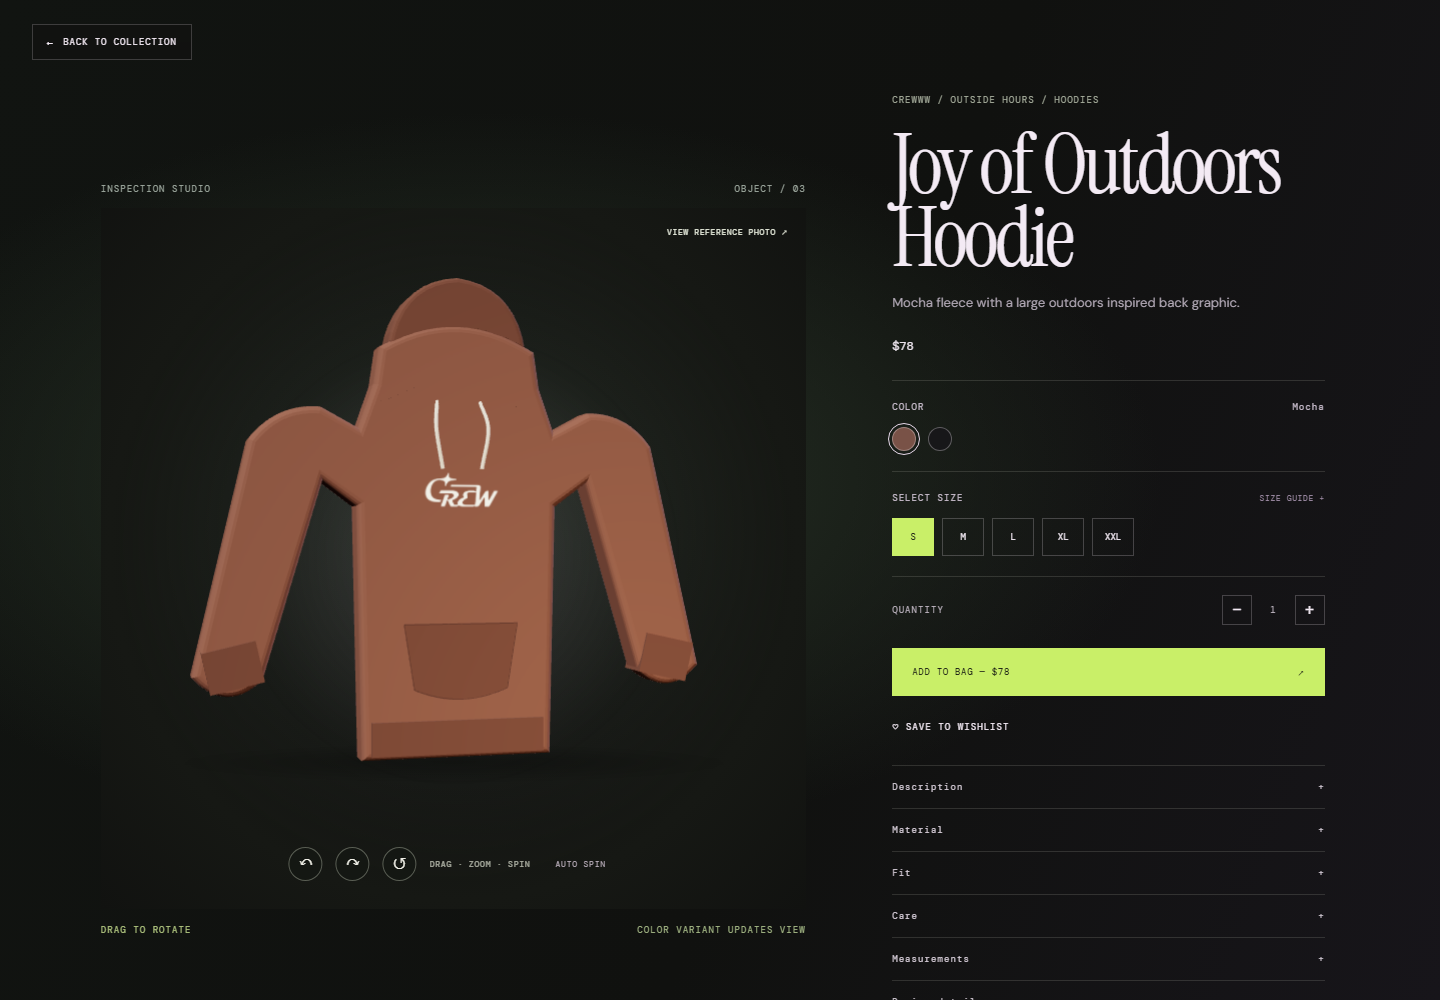 ← BACK TO COLLECTION
INSPECTION STUDIO
OBJECT / 03
VIEW REFERENCE PHOTO ↗
CREW
DRAG · ZOOM · SPIN
AUTO SPIN
DRAG TO ROTATE
COLOR VARIANT UPDATES VIEW
CREWWW / OUTSIDE HOURS / HOODIES
Joy of Outdoors
Hoodie
Mocha fleece with a large outdoors inspired back graphic.
$78
COLOR
Mocha
SELECT SIZE
SIZE GUIDE +
S M L XL XXL
QUANTITY
− 1 +
ADD TO BAG — $78 ↗
♡ SAVE TO WISHLIST
Description +
Material +
Fit +
Care +
Measurements +